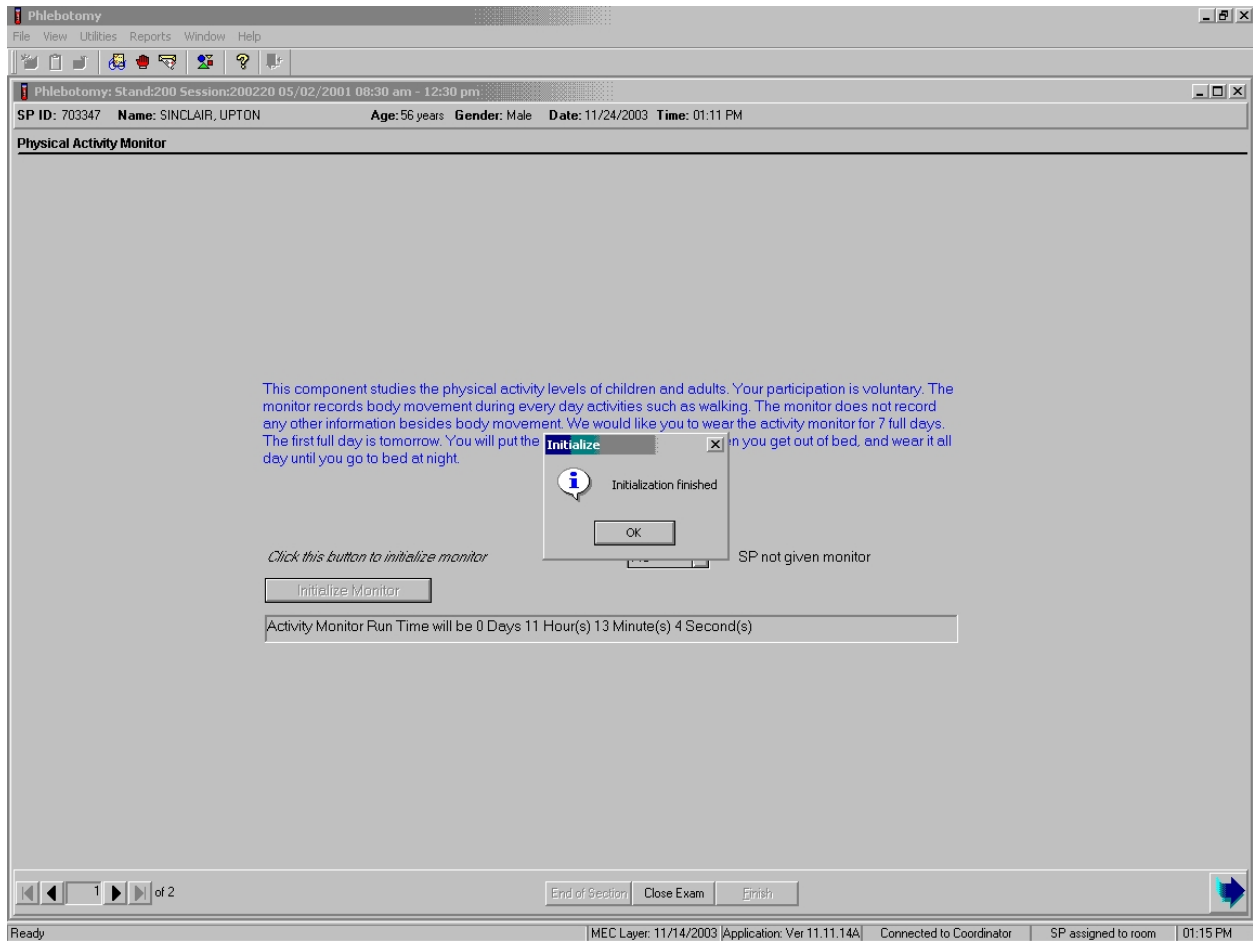 Phlebotomy
File View Utilities Reports Window Help
Phlebotomy: Stand:200 Session:200220 05/02/2001 08:30 am - 12:30 pm
SP ID: 703347 Name: SINCLAIR, UPTON Age: 56 years Gender: Male Date: 11/24/2003 Time: 01:11 PM
Physical Activity Monitor
This component studies the physical activity levels of children and adults. Your participation is voluntary. The
monitor records body movement during every day activities such as walking. The monitor does not record
any other information besides body movement. We would like you to wear the activity monitor for 7 full days.
The first full day is tomorrow. You will put the
you get out of bed, and wear it all
day until you go to bed at night.
Initialize
Initialization finished
OK
Click this button to initialize monitor
SP not given monitor
Initialize Monitor
Activity Monitor Run Time will be 0 Days 11 Hour(s) 13 Minute(s) 4 Second(s)
1 of 2
End of Section Close Exam Finish
Ready MEC Layer: 11/14/2003 Application: Ver 11.11.14A Connected to Coordinator SP assigned to room 01:15 PM